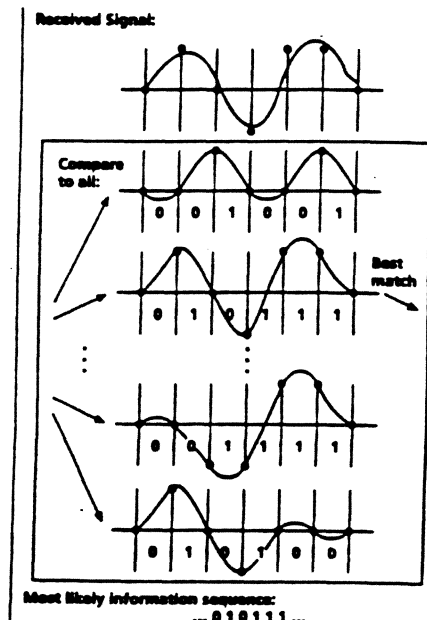 Received Signal:
Compare
to all:
0 0 1 0 0 1
0 1 0 1 1 1
Best
match
0 0 1 1 1 1
0 1 0 1 0 0
Most likely information sequence:
... 0 1 0 1 1 1 ...